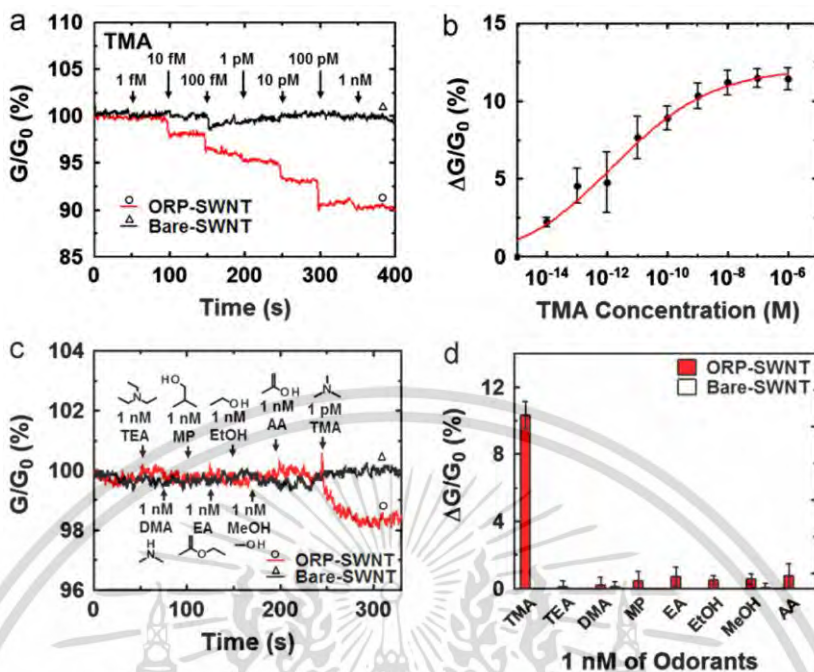 a
TMA
10 fM 1 pM 100 pM
1 fM 100 fM 10 pM 1 nM
110
105
100
95
90
85
G/G₀ (%)
ORP-SWNT
Bare-SWNT
0 100 200 300 400
Time (s)
b
15
10
5
0
ΔG/G₀ (%)
10⁻¹⁴ 10⁻¹² 10⁻¹⁰ 10⁻⁸ 10⁻⁶
TMA Concentration (M)
c
104
102
100
98
96
G/G₀ (%)
HO OH OH N
N
1 nM 1 nM 1 nM 1 nM 1 pM
TEA MP EtOH AA TMA
1 nM 1 nM 1 nM
DMA EA MeOH
H
N O O OH
ORP-SWNT
Bare-SWNT
0 100 200 300
Time (s)
d
ORP-SWNT
Bare-SWNT
12
8
4
0
ΔG/G₀ (%)
TMA TEA DMA MP EA EtOH MeOH AA
1 nM of Odorants